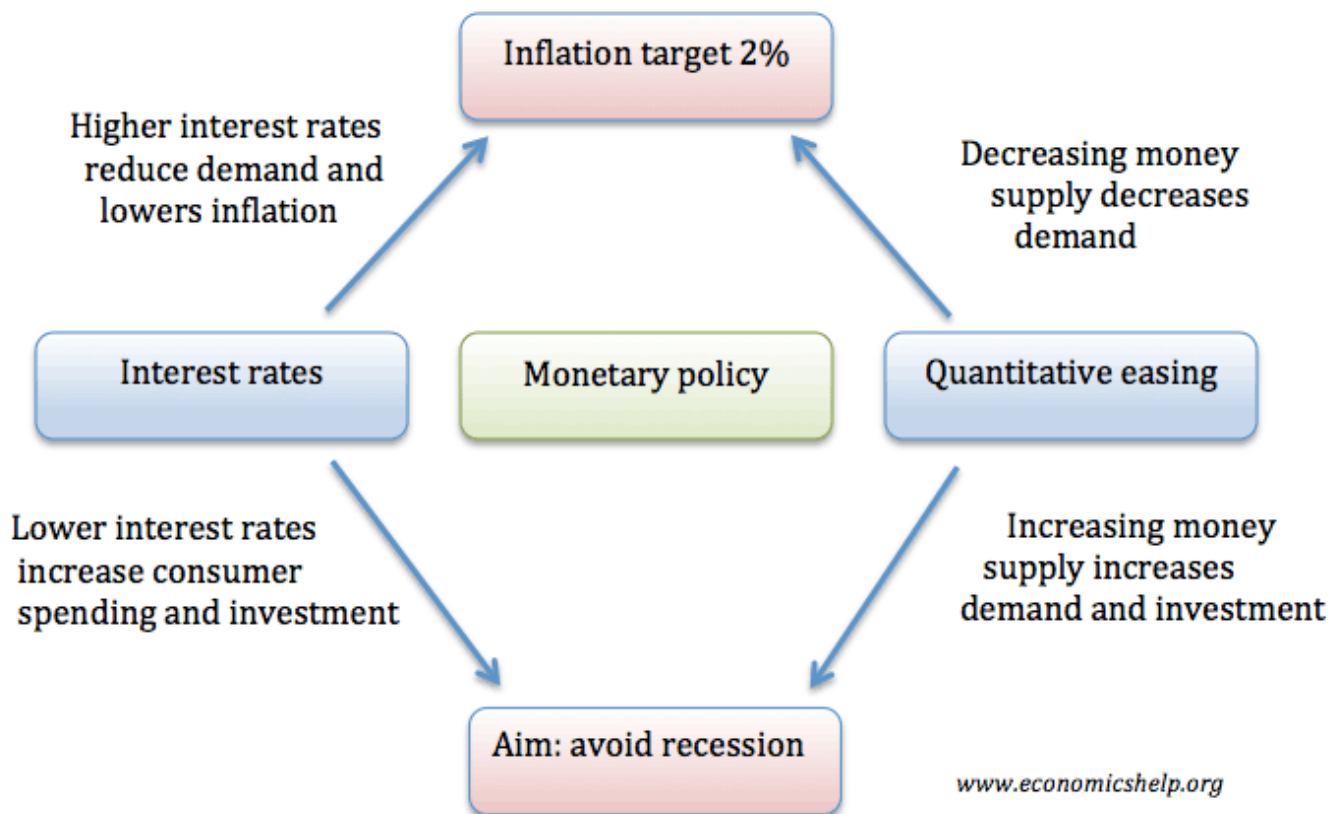 Inflation target 2%
Higher interest rates
reduce demand and
lowers inflation
Decreasing money
supply decreases
demand
Interest rates
Monetary policy
Quantitative easing
Lower interest rates
increase consumer
spending and investment
Increasing money
supply increases
demand and investment
Aim: avoid recession
www.economicshelp.org